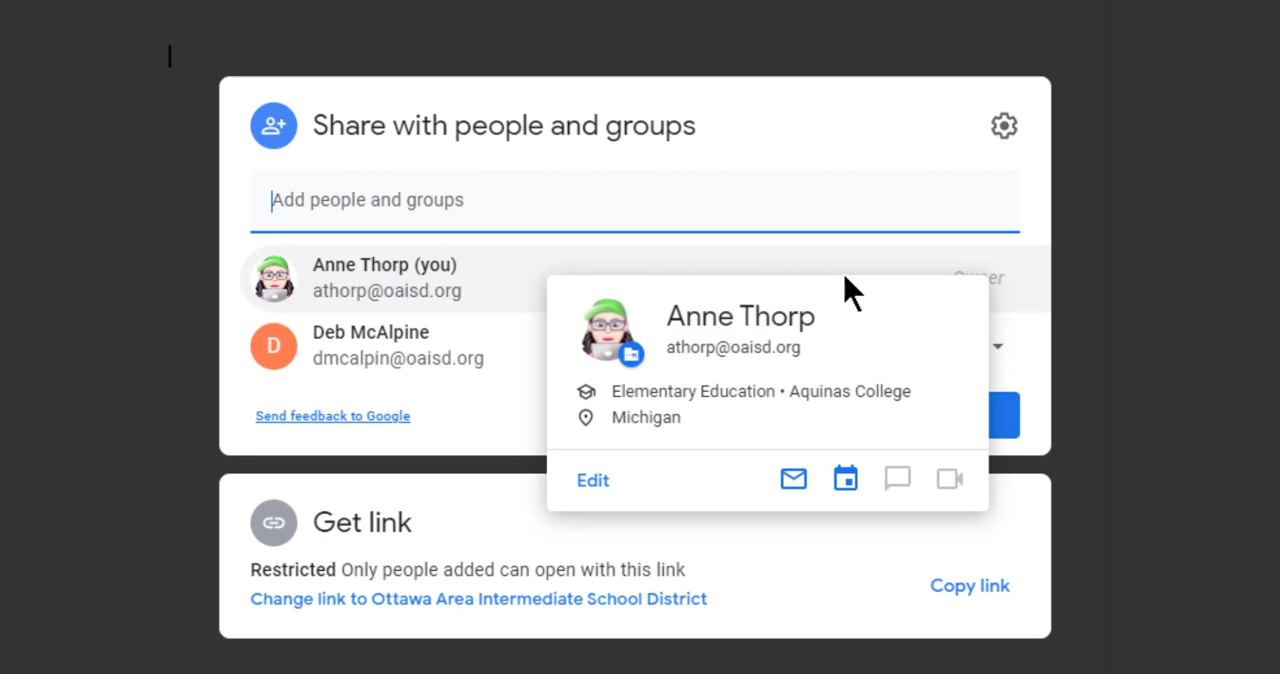 Share with people and groups
Add people and groups
Anne Thorp (you)
athorp@oaisd.org
Deb McAlpine
dmcalpin@oaisd.org
D
Send feedback to Google
Anne Thorp
athorp@oaisd.org
Elementary Education • Aquinas College
Michigan
Edit
Get link
Restricted Only people added can open with this link
Change link to Ottawa Area Intermediate School District
Copy link